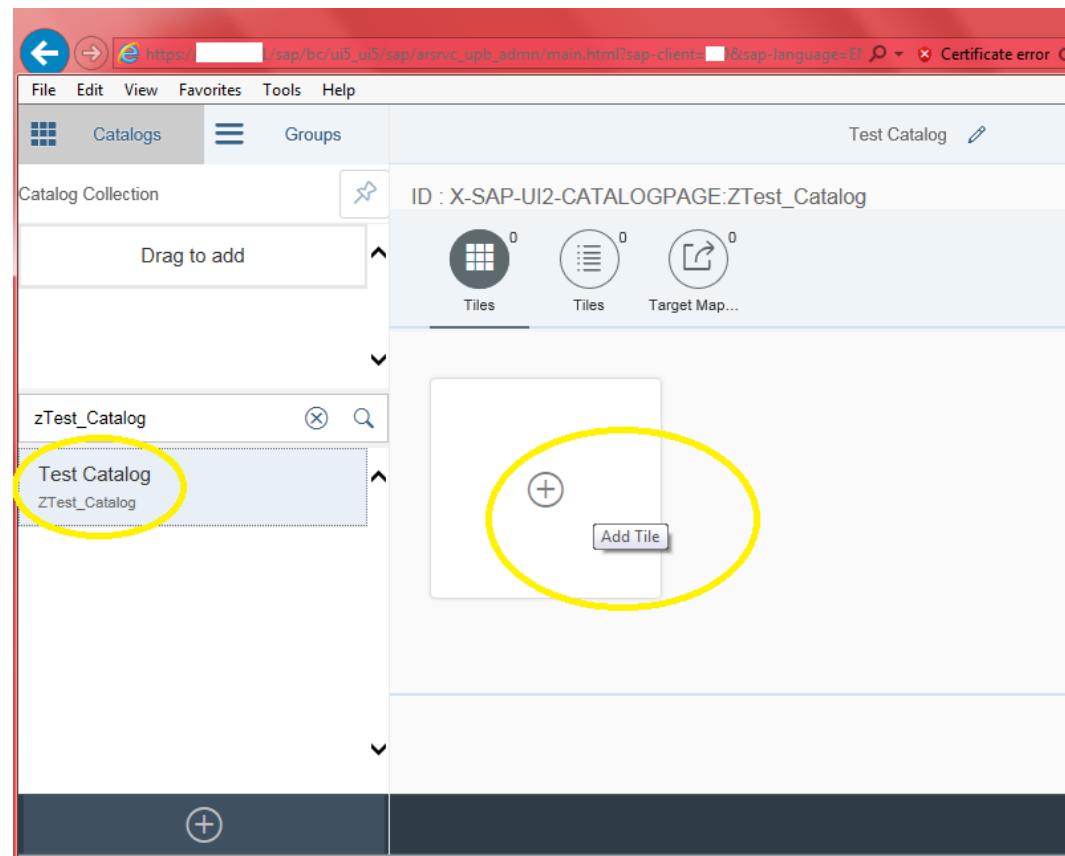 https://
1/sap/bc/ui5_ui5/sap/arsrvc_upb_admn/main.html?sap-client=
&sap-language=E
Certificate error
File Edit View Favorites Tools Help
Catalogs
Groups
Test Catalog
Catalog Collection
ID : X-SAP-UI2-CATALOGPAGE:ZTest_Catalog
Drag to add
0
0
0
Tiles
Tiles
Target Map...
zTest_Catalog
Test Catalog
ZTest_Catalog
Add Tile